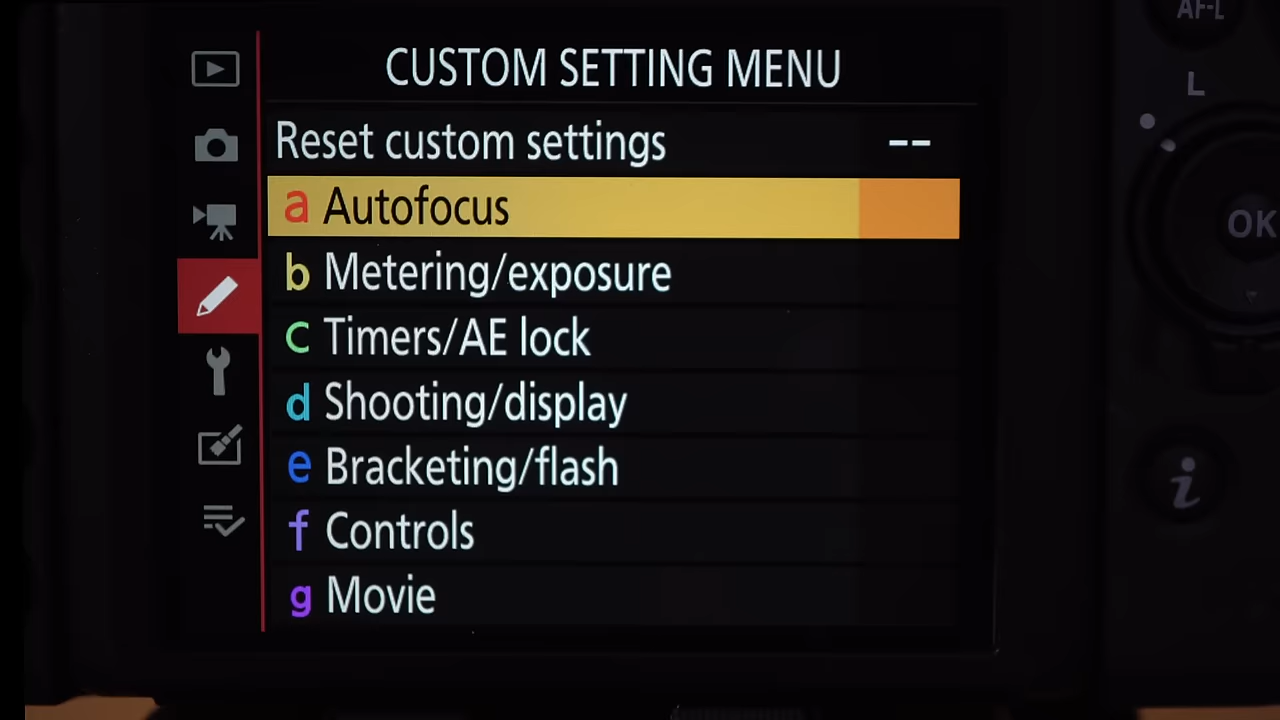 AF-L
CUSTOM SETTING MENU
L
Reset custom settings --
a Autofocus
b Metering/exposure
OK
c Timers/AE lock
d Shooting/display
e Bracketing/flash
i
f Controls
g Movie